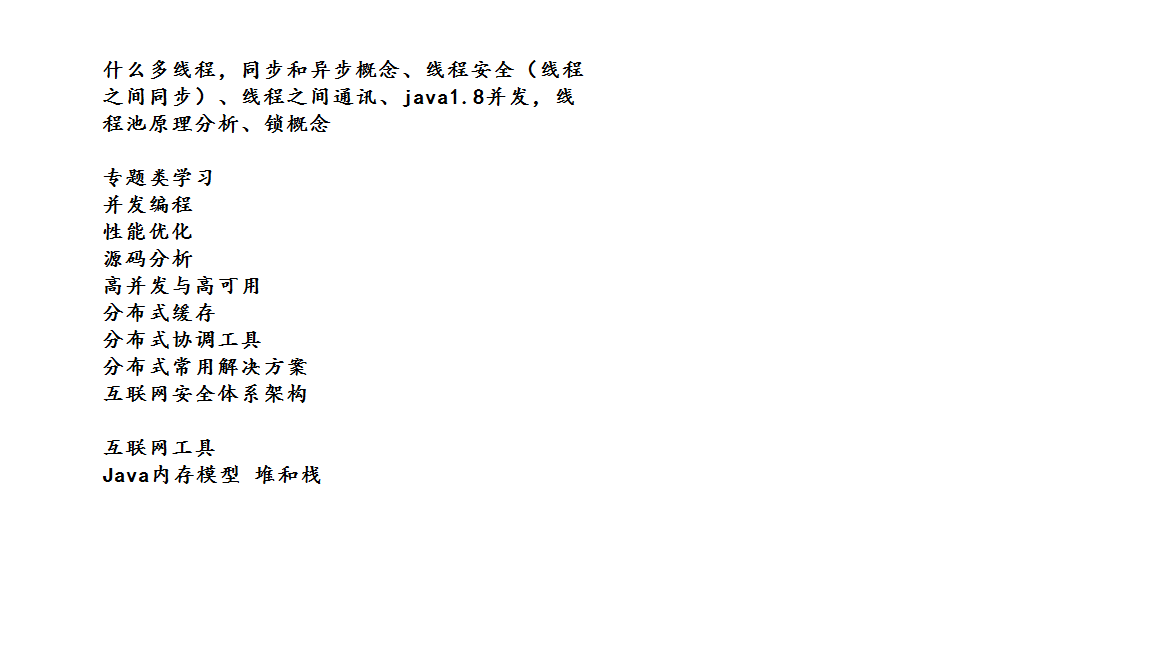 什么多线程，同步和异步概念、线程安全（线程
之间同步）、线程之间通讯、java1.8并发，线
程池原理分析、锁概念
专题类学习
并发编程
性能优化
源码分析
高并发与高可用
分布式缓存
分布式协调工具
分布式常用解决方案
互联网安全体系架构
互联网工具
Java内存模型 堆和栈